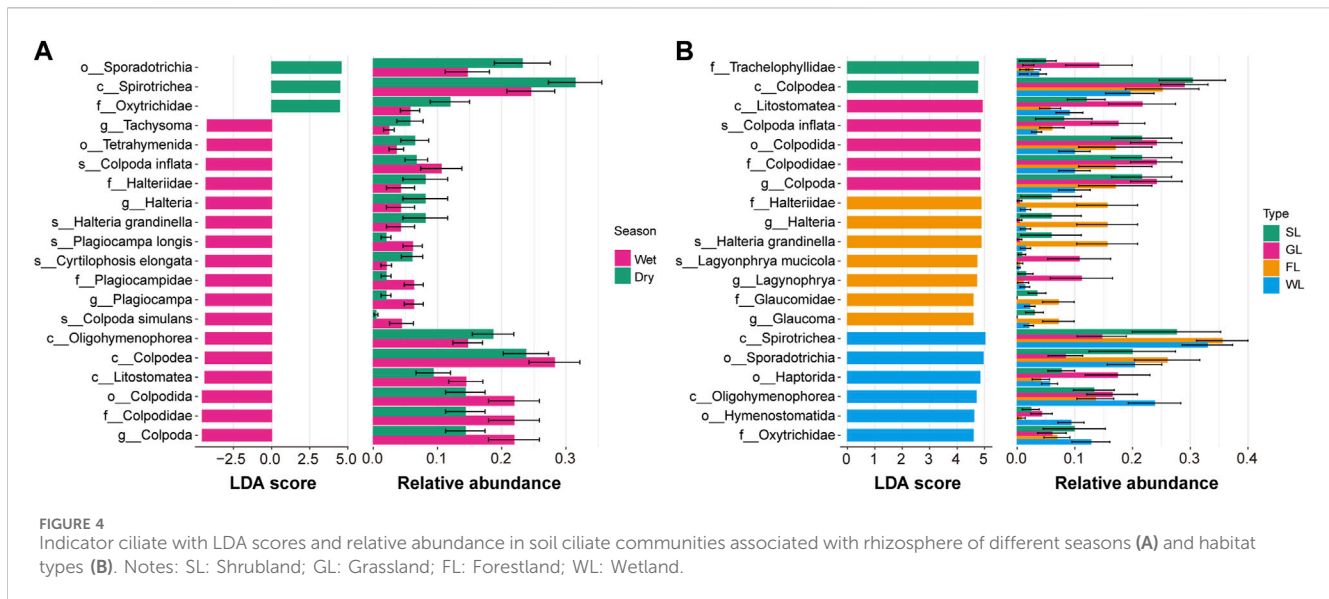 A
o__Sporadotrichia
c__Spirotrichea
f__Oxytrichidae
g__Tachysoma
o__Tetrahymenida
s__Colpoda inflata
f__Halteriidae
g__Halteria
s__Halteria grandinella
s__Plagiocampa longis
s__Cyrtilophosis elongata
f__Plagiocampidae
g__Plagiocampa
s__Colpoda simulans
c__Oligohymenophorea
c__Colpodea
c__Litostomatea
o__Colpodida
f__Colpodidae
g__Colpoda
−2.5 0.0 2.5 5.0
LDA score
0.0 0.1 0.2 0.3
Relative abundance
Season
Wet
Dry
B
f__Trachelophyllidae
c__Colpodea
c__Litostomatea
s__Colpoda inflata
o__Colpodida
f__Colpodidae
g__Colpoda
f__Halteriidae
g__Halteria
s__Halteria grandinella
s__Lagyonphrya mucicola
g__Lagynophrya
f__Glaucomidae
g__Glaucoma
c__Spirotrichea
o__Sporadotrichia
o__Haptorida
c__Oligohymenophorea
o__Hymenostomatida
f__Oxytrichidae
0 1 2 3 4 5
LDA score
0.0 0.1 0.2 0.3 0.4
Relative abundance
Type
SL
GL
FL
WL
FIGURE 4
Indicator ciliate with LDA scores and relative abundance in soil ciliate communities associated with rhizosphere of different seasons (A) and habitat
types (B). Notes: SL: Shrubland; GL: Grassland; FL: Forestland; WL: Wetland.